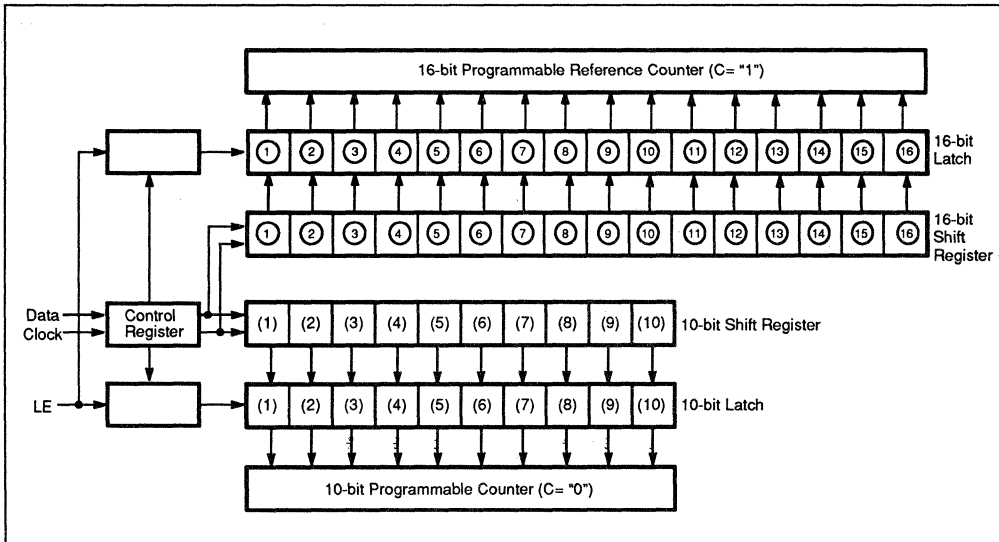 16-bit Programmable Reference Counter (C= "1")
1 2 3 4 5 6 7 8 9 10 11 12 13 14 15 16
16-bit
Latch
1 2 3 4 5 6 7 8 9 10 11 12 13 14 15 16
16-bit
Shift
Register
Data
Clock
Control
Register
(1) (2) (3) (4) (5) (6) (7) (8) (9) (10)
10-bit Shift Register
LE
(1) (2) (3) (4) (5) (6) (7) (8) (9) (10)
10-bit Latch
10-bit Programmable Counter (C= "0")